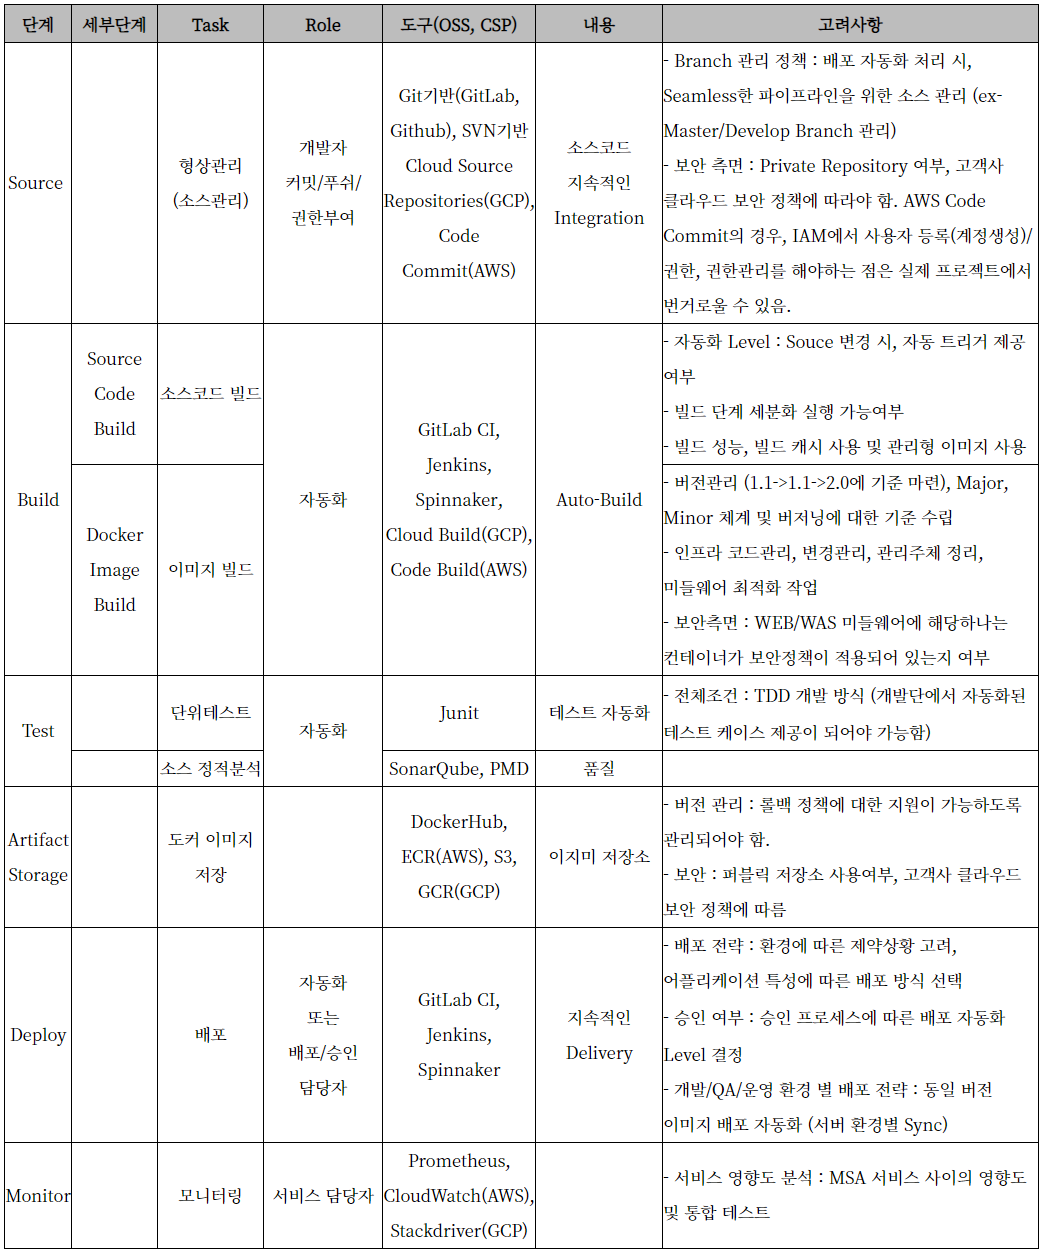 단계 세부단계 Task Role 도구(OSS, CSP) 내용 고려사항
Source
형상관리
(소스관리)
개발자
커밋/푸쉬/
권한부여
Git기반(GitLab,
Github), SVN기반
Cloud Source
Repositories(GCP),
Code
Commit(AWS)
소스코드
지속적인
Integration
- Branch 관리 정책 : 배포 자동화 처리 시,
Seamless한 파이프라인을 위한 소스 관리 (ex-
Master/Develop Branch 관리)
- 보안 측면 : Private Repository 여부, 고객사
클라우드 보안 정책에 따라야 함. AWS Code
Commit의 경우, IAM에서 사용자 등록(계정생성)/
권한, 권한관리를 해야하는 점은 실제 프로젝트에서
번거로울 수 있음.
Build
Source
Code
Build
소스코드 빌드
자동화
GitLab CI,
Jenkins,
Spinnaker,
Cloud Build(GCP),
Code Build(AWS)
Auto-Build
- 자동화 Level : Souce 변경 시, 자동 트리거 제공
여부
- 빌드 단계 세분화 실행 가능여부
- 빌드 성능, 빌드 캐시 사용 및 관리형 이미지 사용
Docker
Image
Build
이미지 빌드
- 버전관리 (1.1->1.1->2.0에 기준 마련), Major,
Minor 체계 및 버저닝에 대한 기준 수립
- 인프라 코드관리, 변경관리, 관리주체 정리,
미들웨어 최적화 작업
- 보안측면 : WEB/WAS 미들웨어에 해당하나는
컨테이너가 보안정책이 적용되어 있는지 여부
Test
단위테스트
자동화
Junit
테스트 자동화
- 전체조건 : TDD 개발 방식 (개발단에서 자동화된
테스트 케이스 제공이 되어야 가능함)
소스 정적분석
SonarQube, PMD
품질
Artifact
Storage
도커 이미지
저장
DockerHub,
ECR(AWS), S3,
GCR(GCP)
이지미 저장소
- 버전 관리 : 롤백 정책에 대한 지원이 가능하도록
관리되어야 함.
- 보안 : 퍼블릭 저장소 사용여부, 고객사 클라우드
보안 정책에 따름
Deploy
배포
자동화
또는
배포/승인
담당자
GitLab CI,
Jenkins,
Spinnaker
지속적인
Delivery
- 배포 전략 : 환경에 따른 제약상황 고려,
어플리케이션 특성에 따른 배포 방식 선택
- 승인 여부 : 승인 프로세스에 따른 배포 자동화
Level 결정
- 개발/QA/운영 환경 별 배포 전략 : 동일 버전
이미지 배포 자동화 (서버 환경별 Sync)
Monitor
모니터링
서비스 담당자
Prometheus,
CloudWatch(AWS),
Stackdriver(GCP)
- 서비스 영향도 분석 : MSA 서비스 사이의 영향도
및 통합 테스트